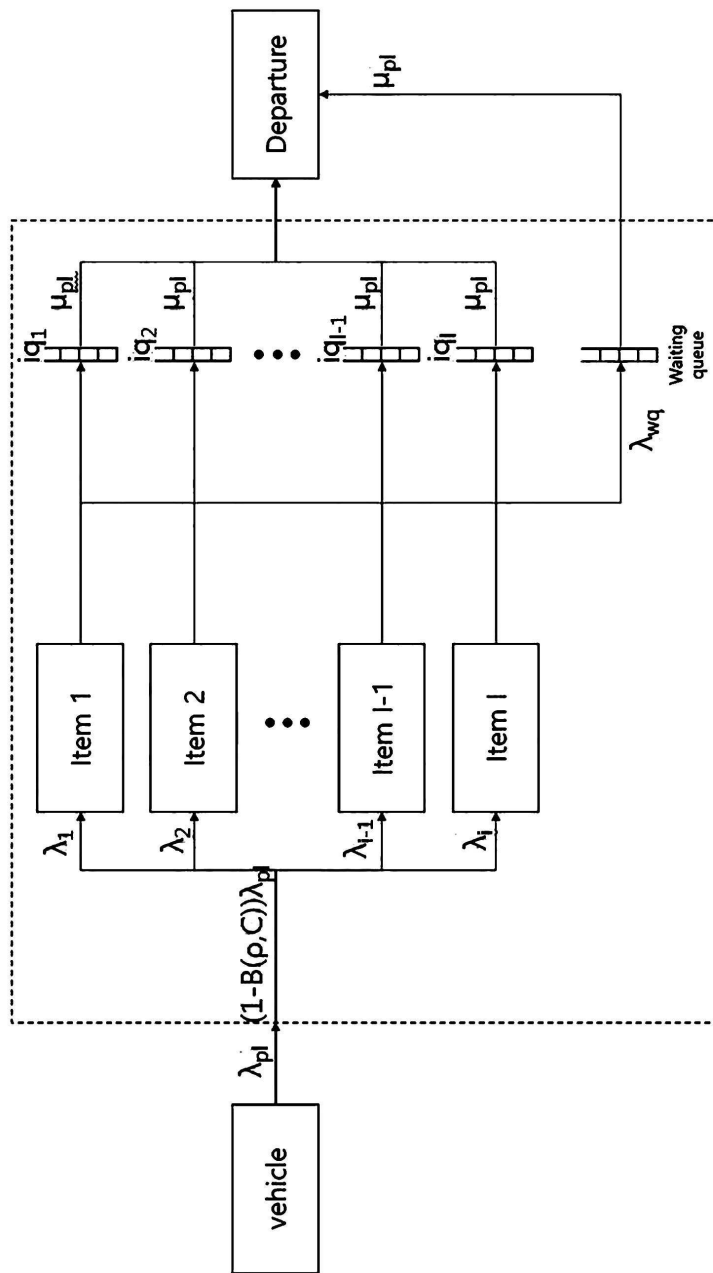 vehicle
λpl
(1-B(ρ,C))λpl
λ1
λ2
λi-1
λi
Item 1
Item 2
•••
Item I-1
Item I
λwq
iq1
iq2
•••
iqI-1
iqI
Waiting
queue
μpl
μpl
μpl
μpl
μpl
Departure